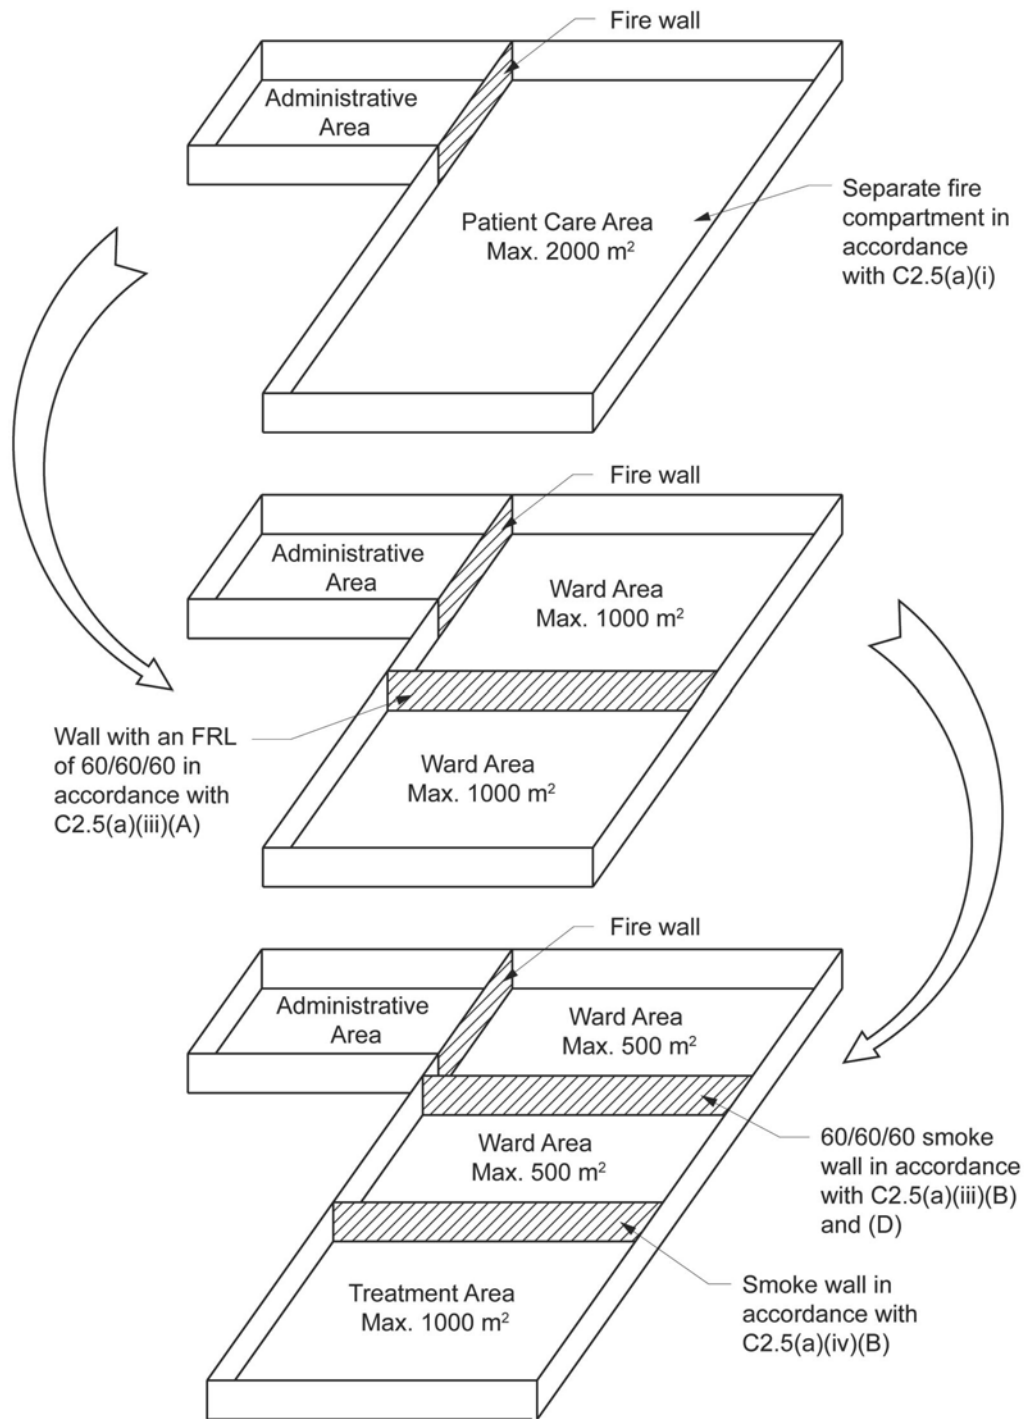 Fire wall
Administrative
Area
Patient Care Area
Max. 2000 m²
Separate fire
compartment in
accordance
with C2.5(a)(i)
Fire wall
Administrative
Area
Ward Area
Max. 1000 m²
Wall with an FRL
of 60/60/60 in
accordance with
C2.5(a)(iii)(A)
Ward Area
Max. 1000 m²
Fire wall
Administrative
Area
Ward Area
Max. 500 m²
Ward Area
Max. 500 m²
60/60/60 smoke
wall in accordance
with C2.5(a)(iii)(B)
and (D)
Treatment Area
Max. 1000 m²
Smoke wall in
accordance with
C2.5(a)(iv)(B)